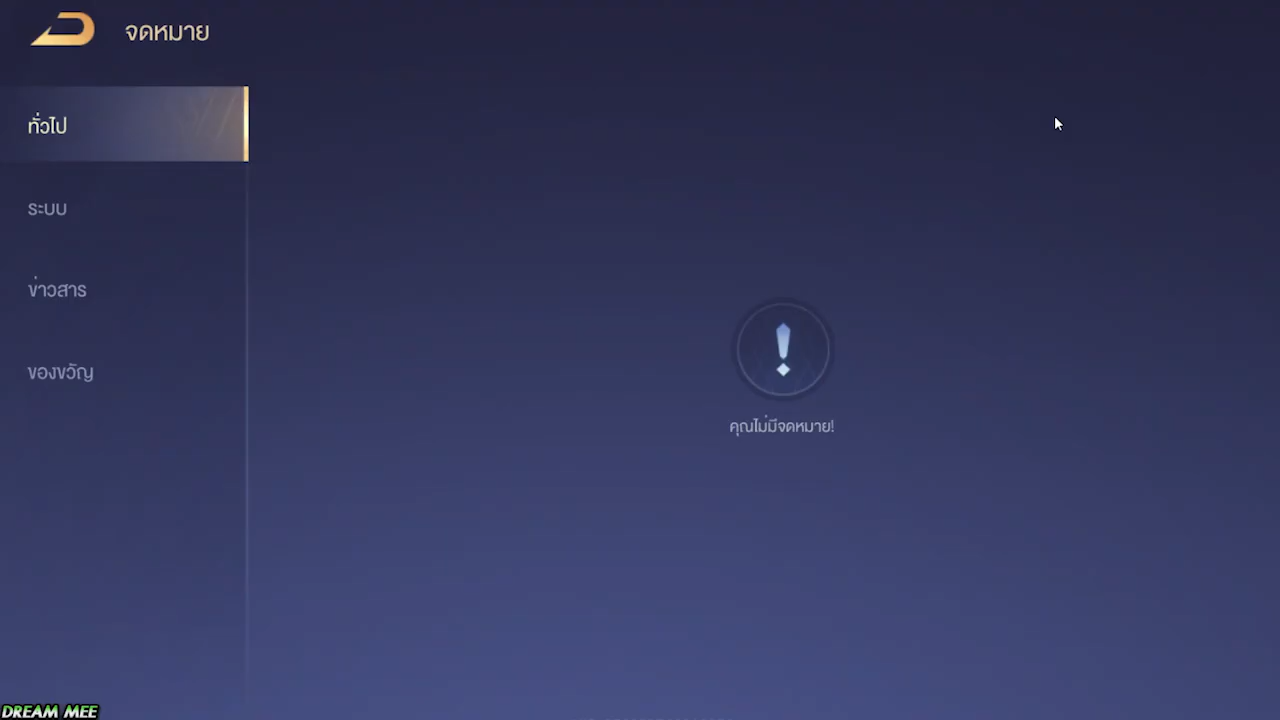 จดหมาย
ทั่วไป
ระบบ
ข่าวสาร
ของขวัญ
คุณไม่มีจดหมาย!
DREAM MEE